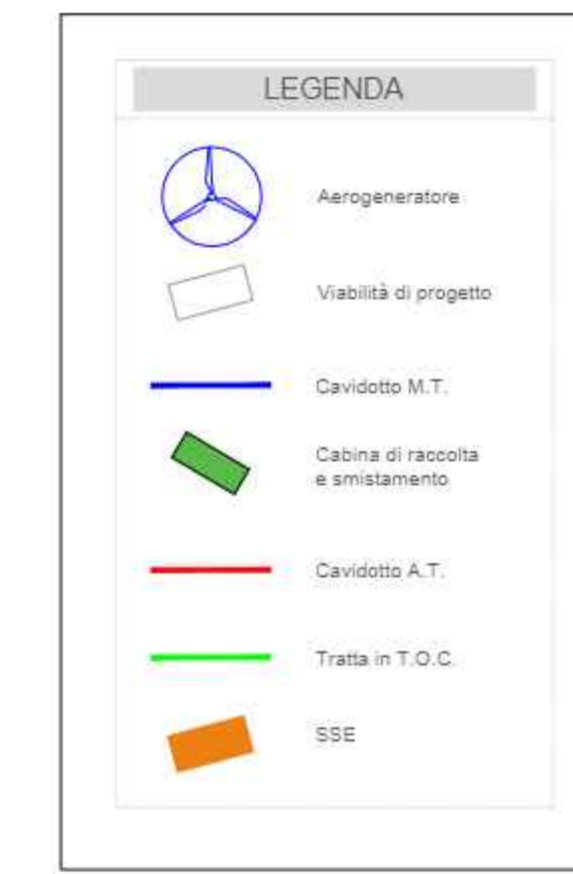 LEGENDA
Aerogeneratore
Viabilità di progetto
Cavidotto M.T.
Cabina di raccolta
e smistamento
Cavidotto A.T.
Tratta in T.O.C.
SSE